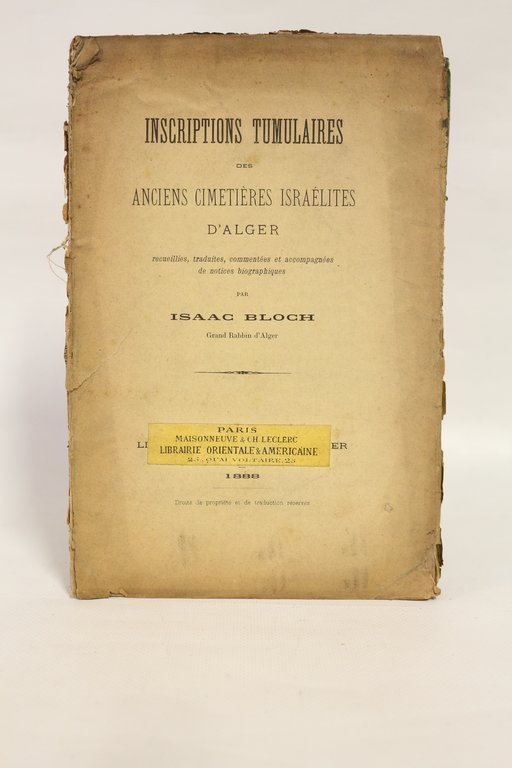 INSCRIPTIONS TUMULAIRES
DES
ANCIENS CIMETIÈRES ISRAÉLITES
D'ALGER
recueillies, traduites, commentées et accompagnées
de notices biographiques
PAR
ISAAC BLOCH
Grand Rabbin d'Alger
PARIS
MAISONNEUVE & CH. LECLERC
LIBRAIRIE ORIENTALE & AMERICAINE
25, QUAI VOLTAIRE, 25
1888
Droits de propriété et de traduction réservés